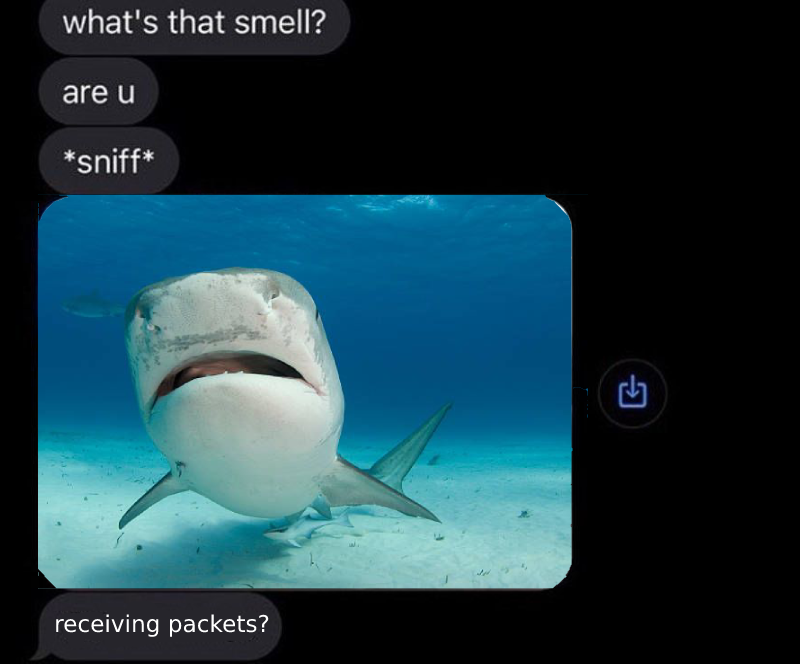 what's that smell?
are u
*sniff*
receiving packets?